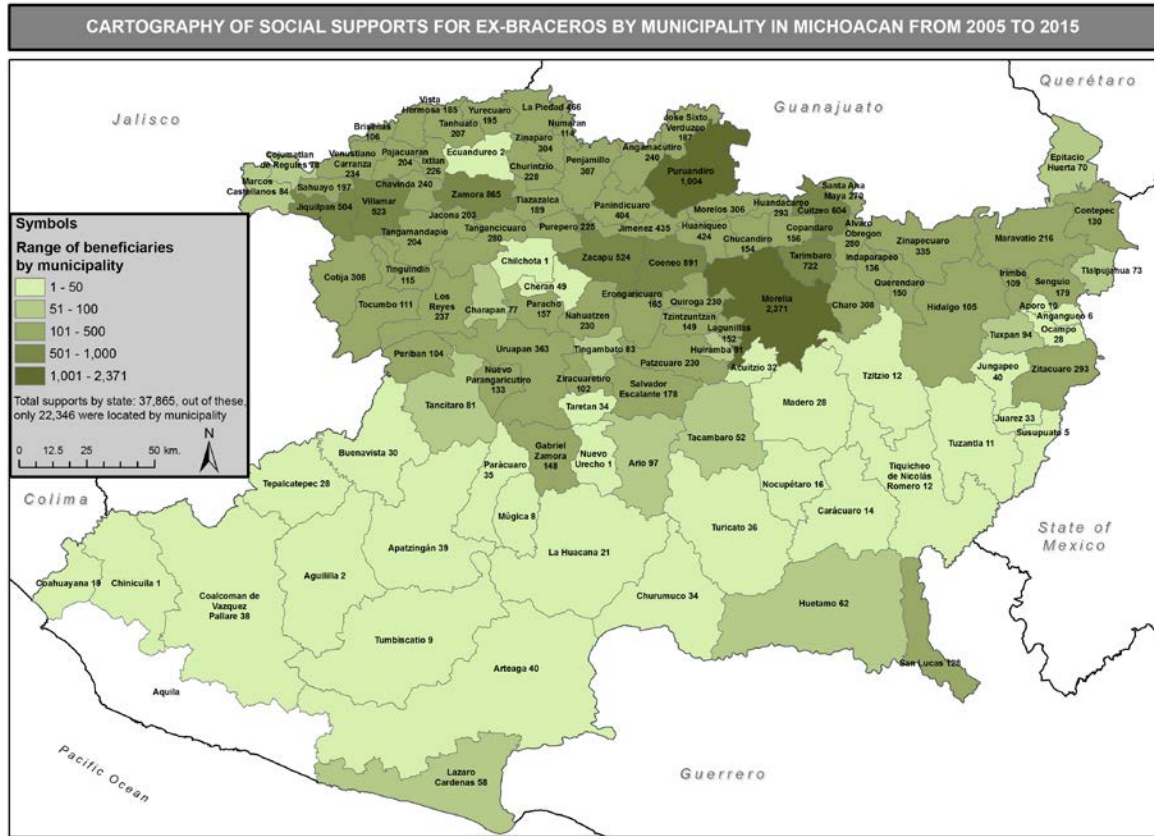 CARTOGRAPHY OF SOCIAL SUPPORTS FOR EX-BRACEROS BY MUNICIPALITY IN MICHOACAN FROM 2005 TO 2015
Jalisco
Guanajuato
Querétaro
Vista
Hermosa 185
Yurecuaro
195
La Piedad 466
Tanhuato
207
Numaran
114
Jose Sixto
Verduzco
187
Briseñas
106
Ecuandureo 2
Zinaparo
304
Angamacutiro
240
Cojumatlan
de Regules 78
Venustiano
Carranza
234
Pajacuaran
204
Ixtlan
226
Churintzio
228
Penjamillo
307
Puruandiro
1,004
Epitacio
Huerta 70
Marcos
Castellanos 84
Sahuayo 197
Chavinda 240
Zamora 865
Tlazazalca
189
Panindicuaro
404
Morelos 306
Huandacareo
293
Santa Ana
Maya 270
Cuitzeo 604
Contepec
130
Jiquilpan 504
Villamar
523
Jacona 203
Jimenez 435
Huaniqueo
424
Copandaro
156
Alvaro
Obregon
280
Zinapecuaro
335
Maravatio 216
Tangamandapio
204
Tangancicuaro
280
Purepero 225
Chucandiro
154
Tarimbaro
722
Indaparapeo
136
Tlalpujahua 73
Chilchota 1
Zacapu 524
Coeneo 891
Querendaro
150
Irimbo
109
Senguio
179
Cotija 308
Tinguindin
115
Cheran 49
Erongaricuaro
165
Quiroga 230
Morelia
2,371
Charo 308
Hidalgo 105
Aporo 10
Angangueo 6
Ocampo
28
Tocumbo 111
Los
Reyes
237
Charapan 77
Paracho
157
Nahuatzen
230
Tzintzuntzan
149
Lagunillas
152
Tuxpan 94
Periban 104
Uruapan 363
Tingambato 83
Patzcuaro 230
Huiramba 91
Acuitzio 32
Tzitzio 12
Jungapeo
40
Zitacuaro 293
Nuevo
Parangaricutiro
133
Ziracuaretiro
102
Salvador
Escalante 178
Madero 28
Tancitaro 81
Taretan 34
Juarez 33
Susupuato 5
Tuzantla 11
Tacambaro 52
Buenavista 30
Parácuaro
35
Gabriel
Zamora
148
Nuevo
Urecho 1
Ario 97
Tiquicheo
de Nicolás
Romero 12
Tepalcatepec 28
Nocupétaro 16
Carácuaro 14
Múgica 8
Turicato 36
Apatzingán 39
La Huacana 21
Coahuayana 19
Chinicuila 1
Aguililla 2
Churumuco 34
Huetamo 62
Coalcoman de
Vazquez
Pallare 38
Tumbiscatio 9
San Lucas 128
Arteaga 40
Aquila
Lazaro
Cardenas 58
Colima
State of
Mexico
Guerrero
Pacific Ocean
Symbols
Range of beneficiaries
by municipality
1 - 50
51 - 100
101 - 500
501 - 1,000
1,001 - 2,371
Total supports by state: 37,865, out of these,
only 22,346 were located by municipality
N
0 12.5 25 50 km.